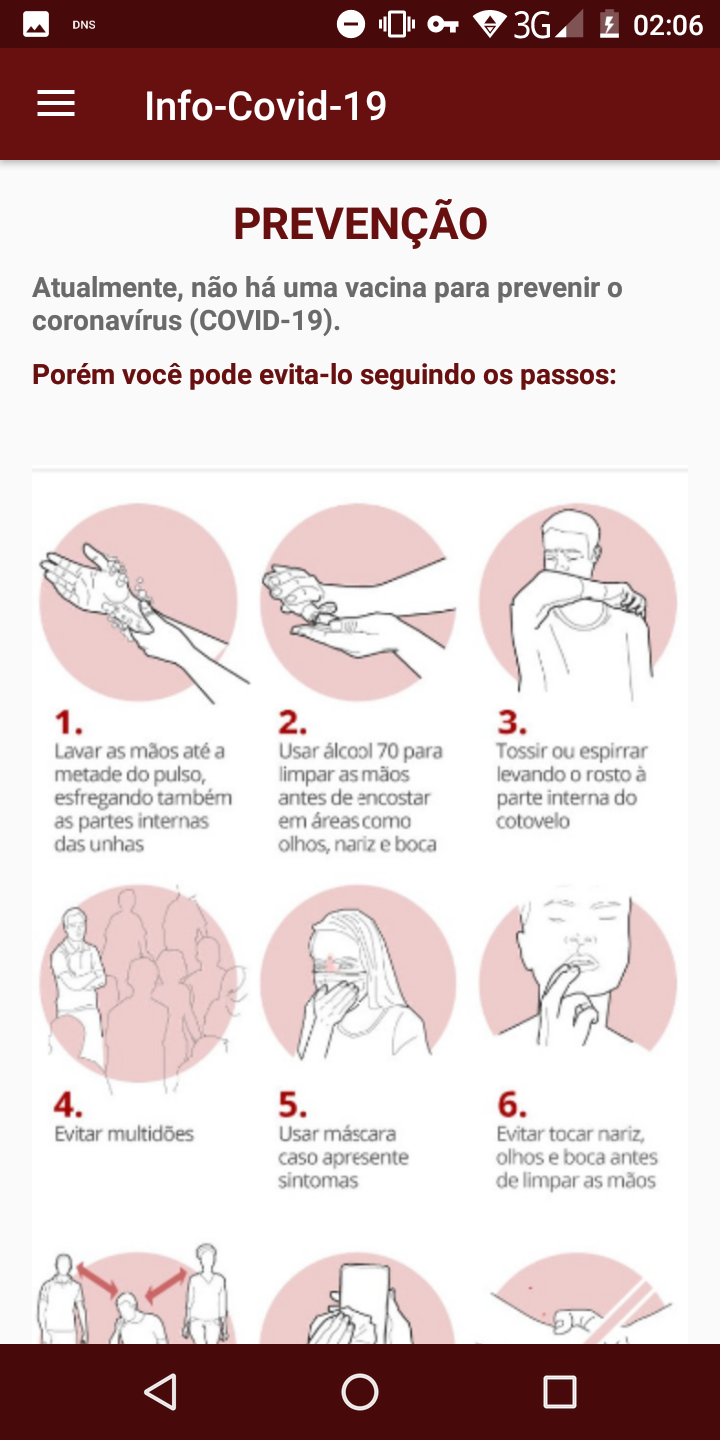 DNS
3G
02:06
Info-Covid-19
PREVENÇÃO
Atualmente, não há uma vacina para prevenir o
coronavírus (COVID-19).
Porém você pode evita-lo seguindo os passos:
1.
Lavar as mãos até a
metade do pulso,
esfregando também
as partes internas
das unhas
2.
Usar álcool 70 para
limpar as mãos
antes de encostar
em áreas como
olhos, nariz e boca
3.
Tossir ou espirrar
levando o rosto à
parte interna do
cotovelo
4.
Evitar multidões
5.
Usar máscara
caso apresente
sintomas
6.
Evitar tocar nariz,
olhos e boca antes
de limpar as mãos